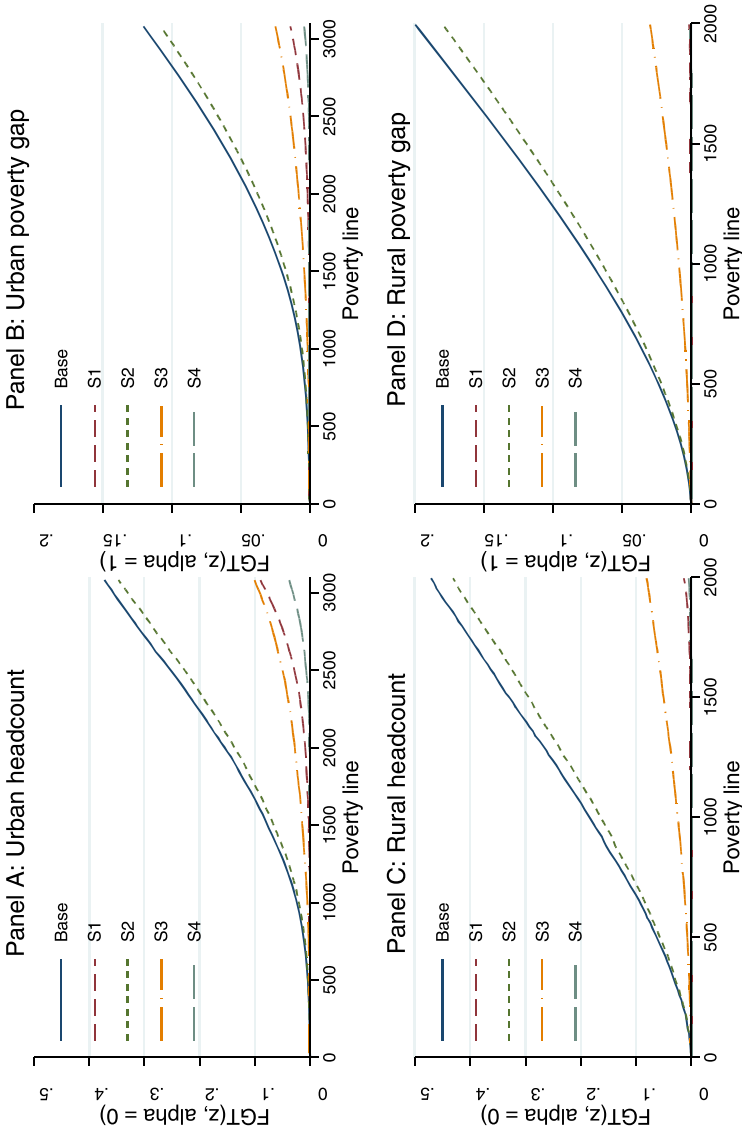 Panel A: Urban headcount
FGT(z, alpha = 0)
.5
.4
.3
.2
.1
0
Base
S1
S2
S3
S4
0 500 1000 1500 2000 2500 3000
Poverty line
Panel B: Urban poverty gap
FGT(z, alpha = 1)
.2
.15
.1
.05
0
Base
S1
S2
S3
S4
0 500 1000 1500 2000 2500 3000
Poverty line
Panel C: Rural headcount
FGT(z, alpha = 0)
.5
.4
.3
.2
.1
0
Base
S1
S2
S3
S4
0 500 1000 1500 2000
Poverty line
Panel D: Rural poverty gap
FGT(z, alpha = 1)
.2
.15
.1
.05
0
Base
S1
S2
S3
S4
0 500 1000 1500 2000
Poverty line